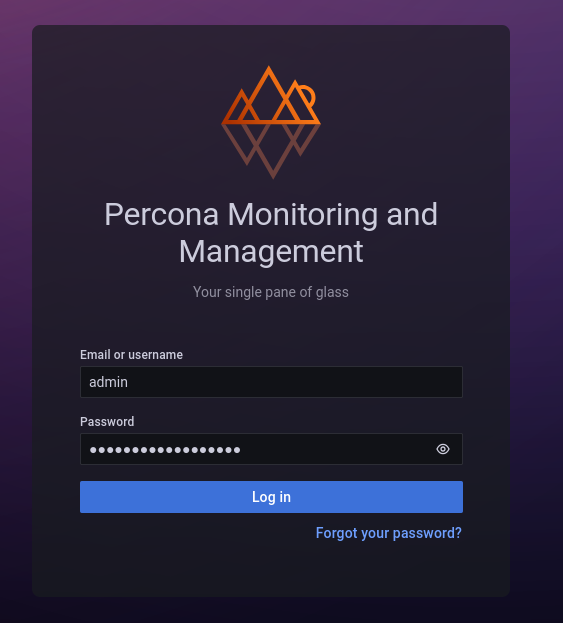 Percona Monitoring and
Management
Your single pane of glass
Email or username
admin
Password
••••••••••••••••••
Log in
Forgot your password?